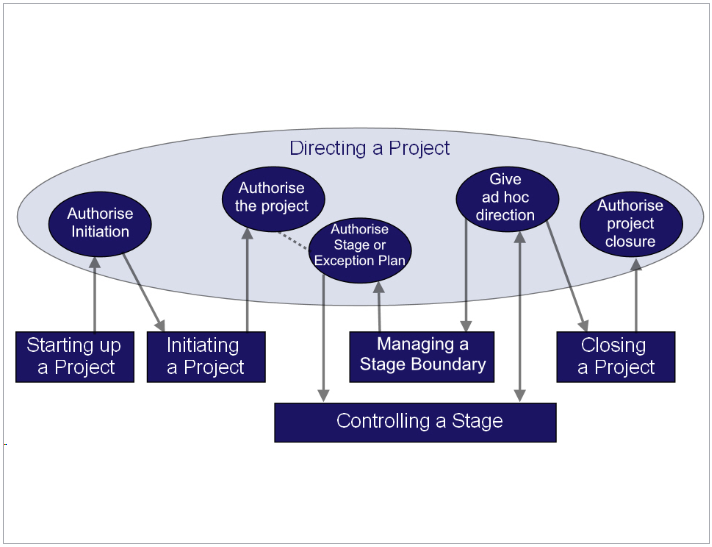 Directing a Project
Authorise
Initiation
Authorise
the project
Authorise
Stage or
Exception Plan
Give
ad hoc
direction
Authorise
project
closure
Starting up
a Project
Initiating
a Project
Managing a
Stage Boundary
Closing
a Project
Controlling a Stage